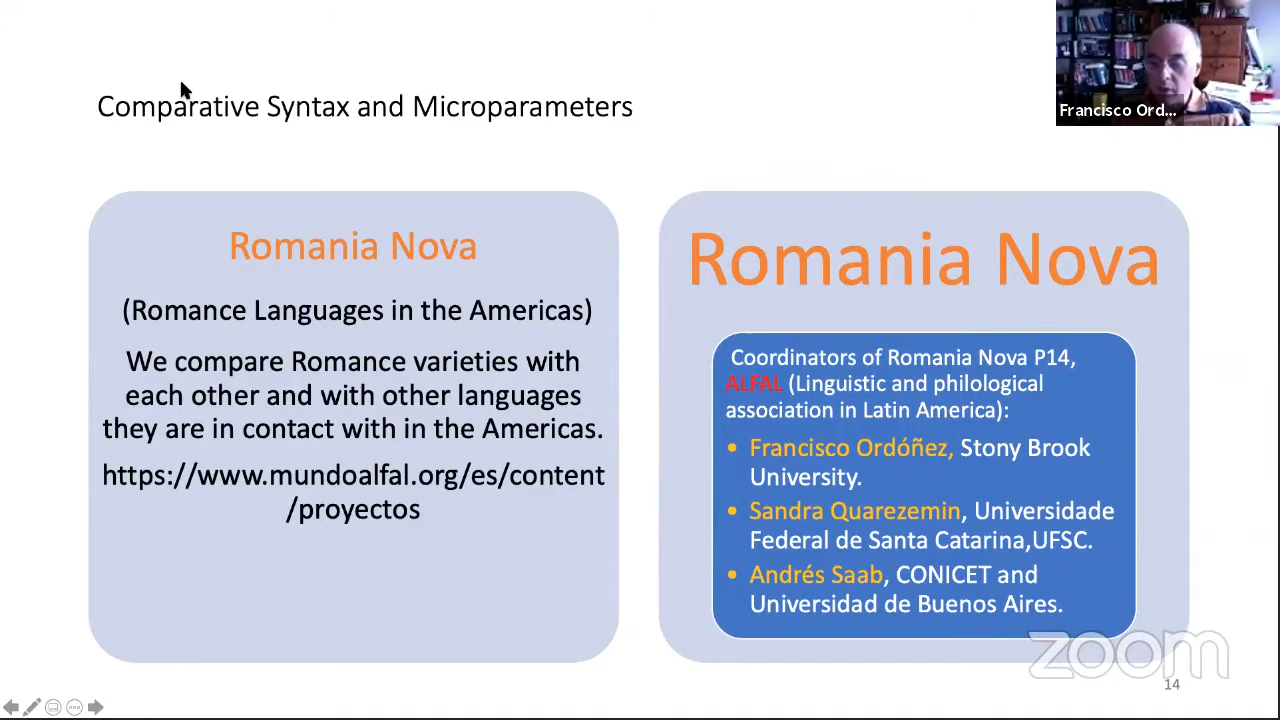 Francisco Ord...
Comparative Syntax and Microparameters
Romania Nova
(Romance Languages in the Americas)
We compare Romance varieties with
each other and with other languages
they are in contact with in the Americas.
https://www.mundoalfal.org/es/content
/proyectos
Romania Nova
Coordinators of Romania Nova P14,
ALFAL (Linguistic and philological
association in Latin America):
• Francisco Ordóñez, Stony Brook
University.
• Sandra Quarezemin, Universidade
Federal de Santa Catarina,UFSC.
• Andrés Saab, CONICET and
Universidad de Buenos Aires.
zoom
14